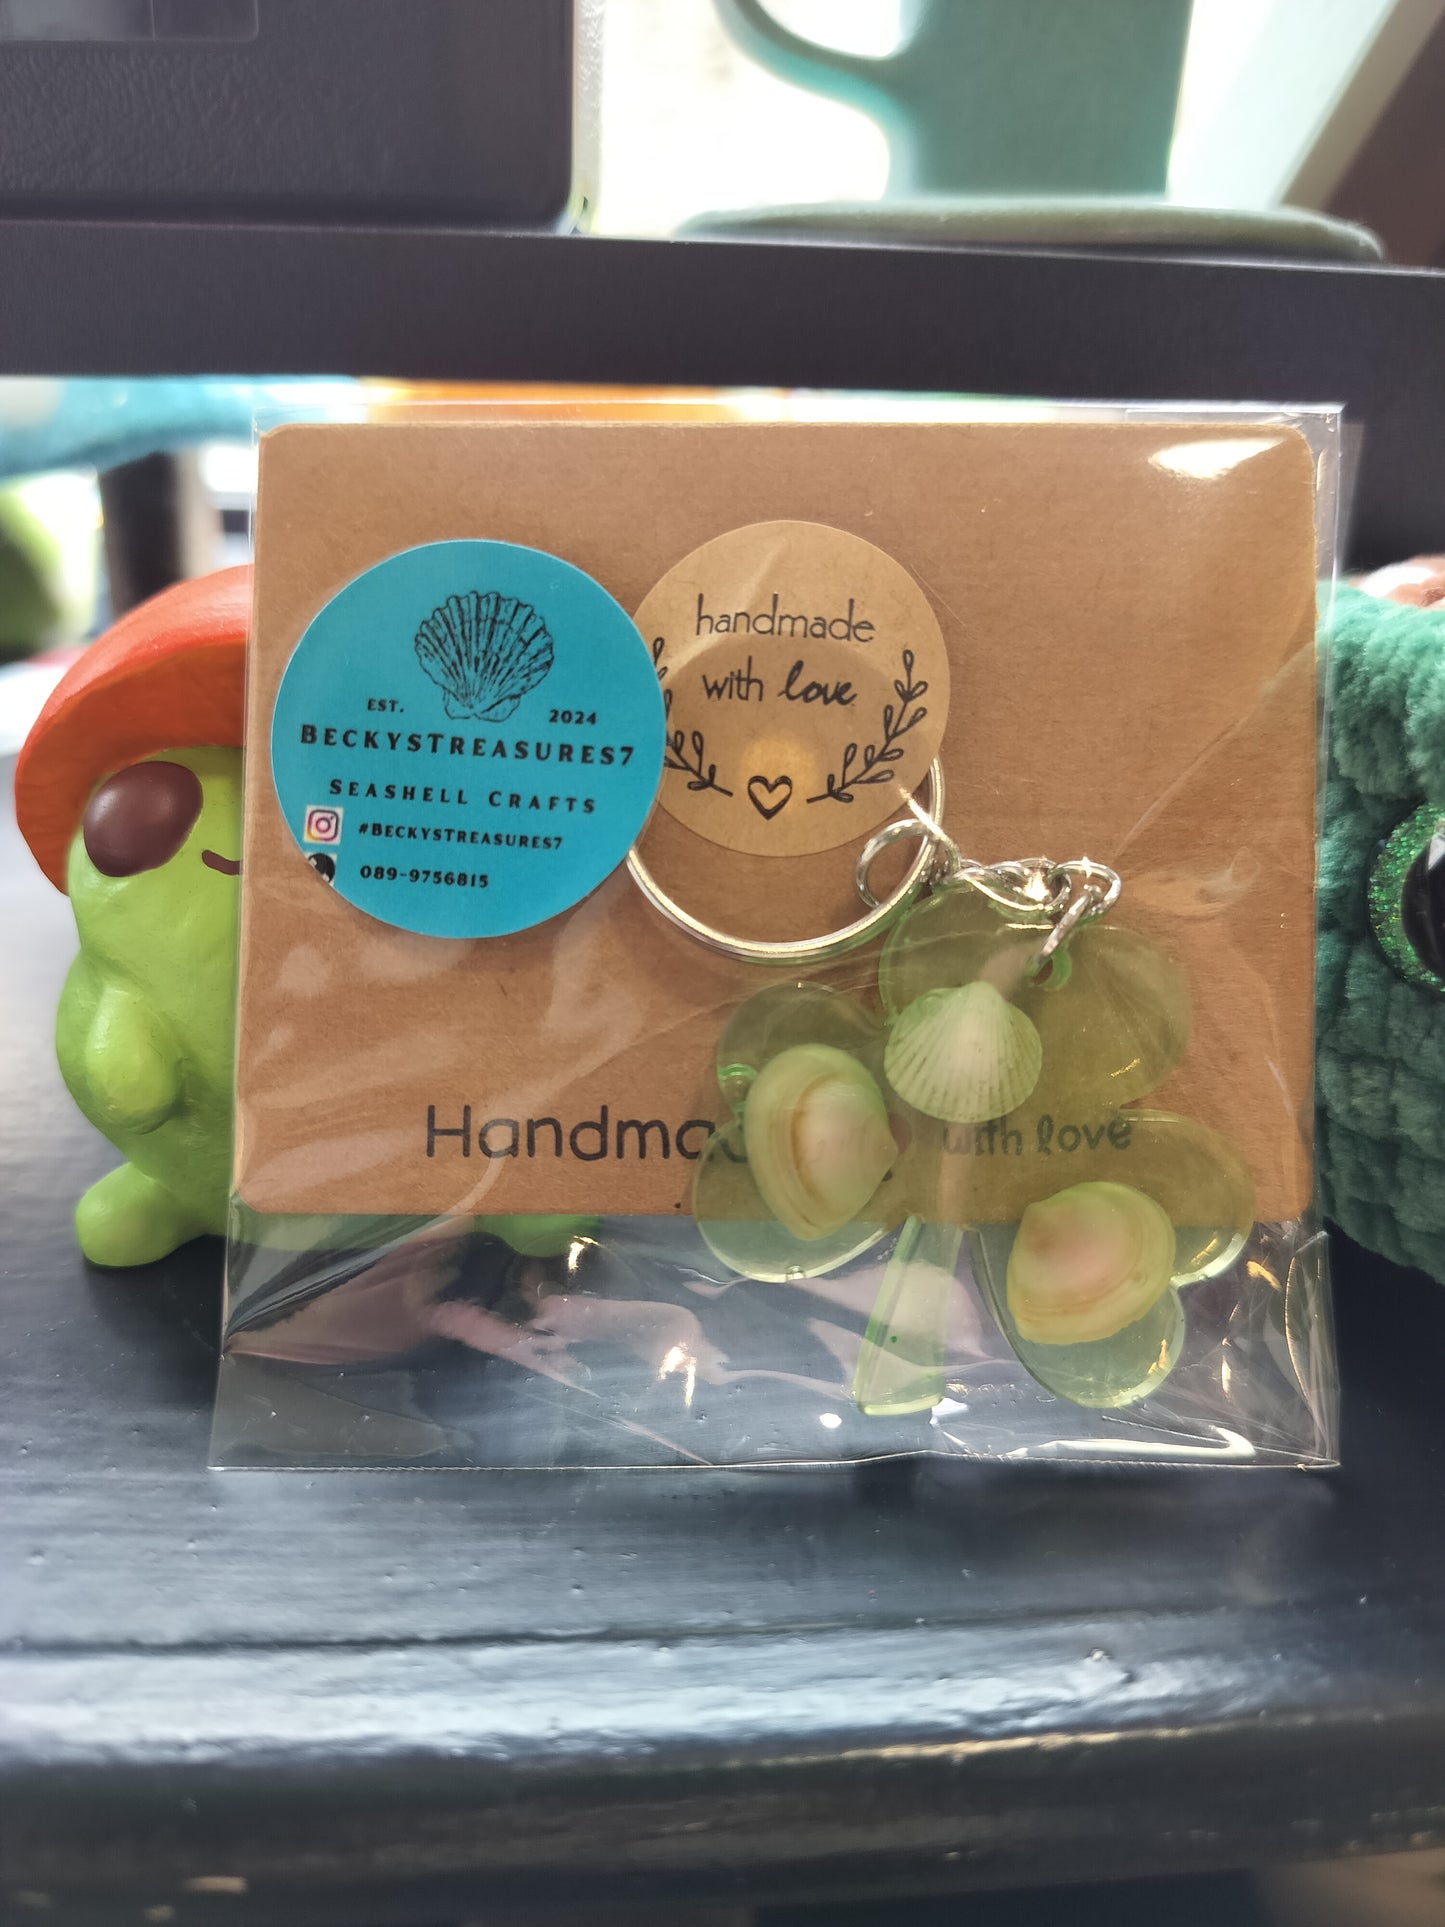 EST. 2024
BECKYSTREASURES7
SEASHELL CRAFTS
#BECKYSTREASURES7
089-9756815
handmade
with love
Handma with love